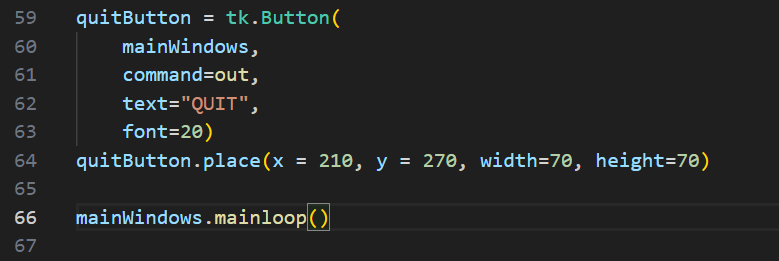 59 quitButton = tk.Button(
60     mainWindows,
61     command=out,
62     text="QUIT",
63     font=20)
64 quitButton.place(x = 210, y = 270, width=70, height=70)
65
66 mainWindows.mainloop()
67